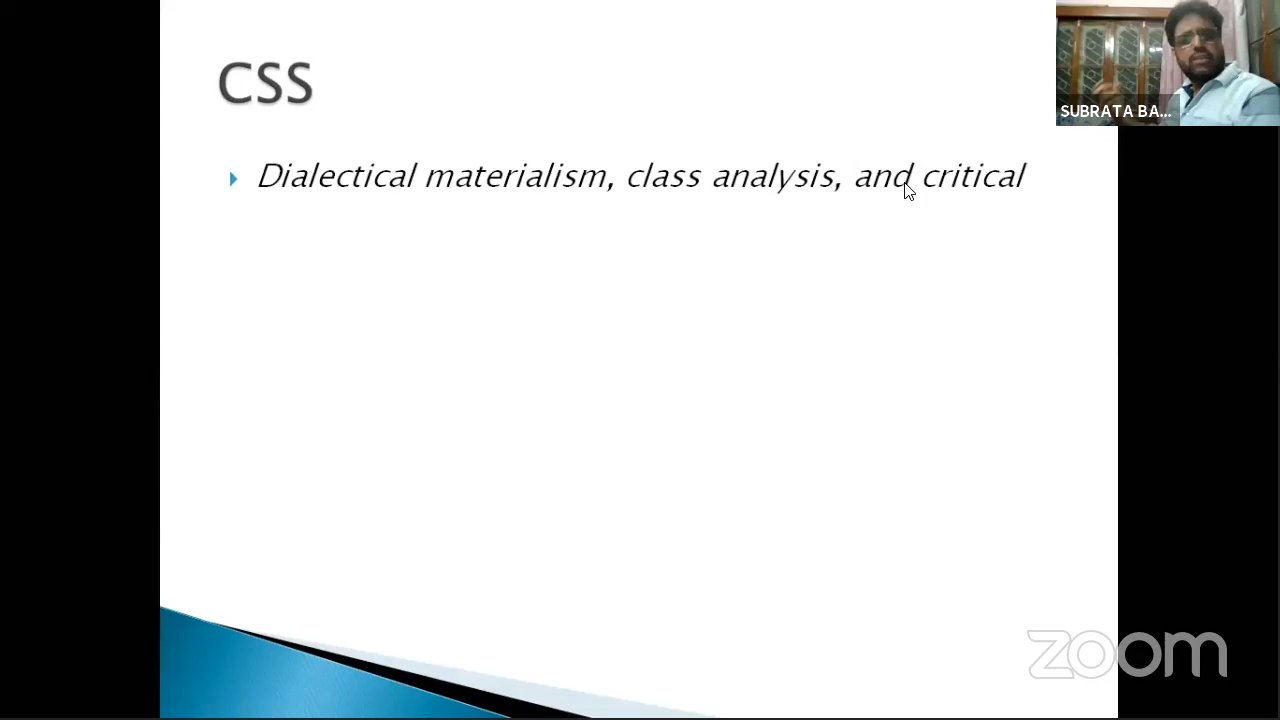 CSS
Dialectical materialism, class analysis, and critical
SUBRATA BA...
zoom